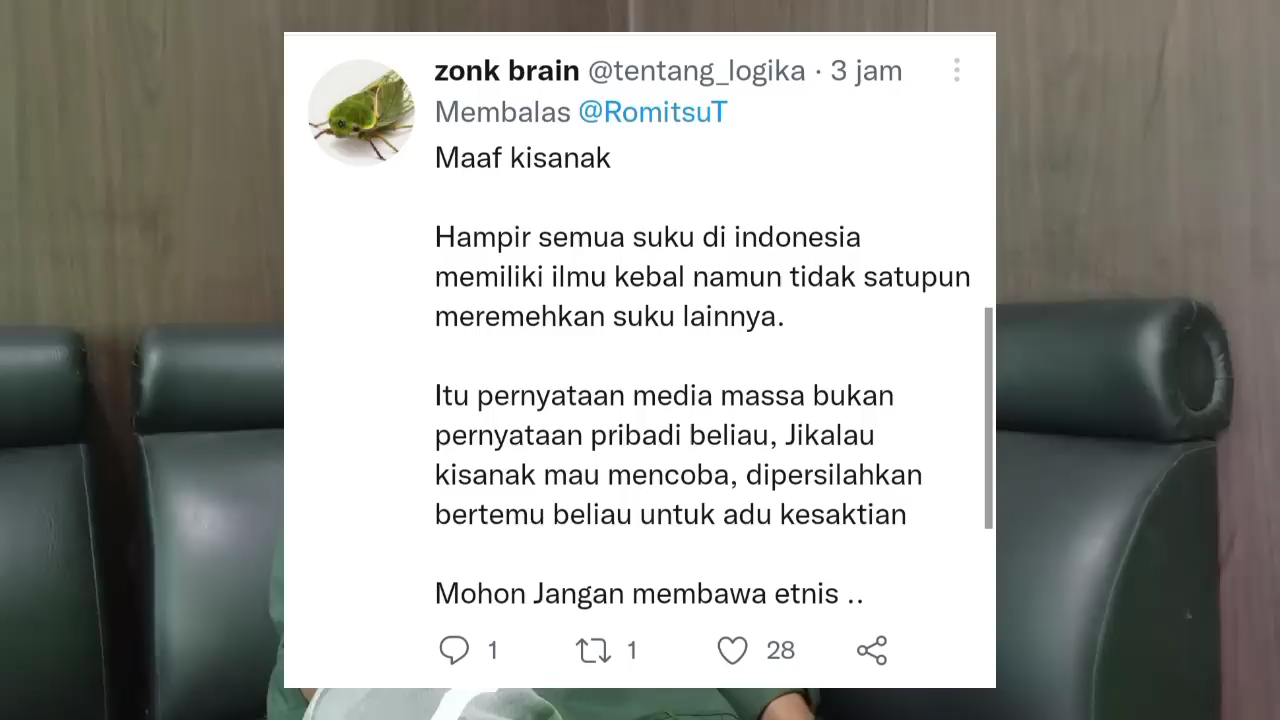 zonk brain @tentang_logika · 3 jam
Membalas @RomitsuT
Maaf kisanak
Hampir semua suku di indonesia
memiliki ilmu kebal namun tidak satupun
meremehkan suku lainnya.
Itu pernyataan media massa bukan
pernyataan pribadi beliau, Jikalau
kisanak mau mencoba, dipersilahkan
bertemu beliau untuk adu kesaktian
Mohon Jangan membawa etnis ..
1 1 28